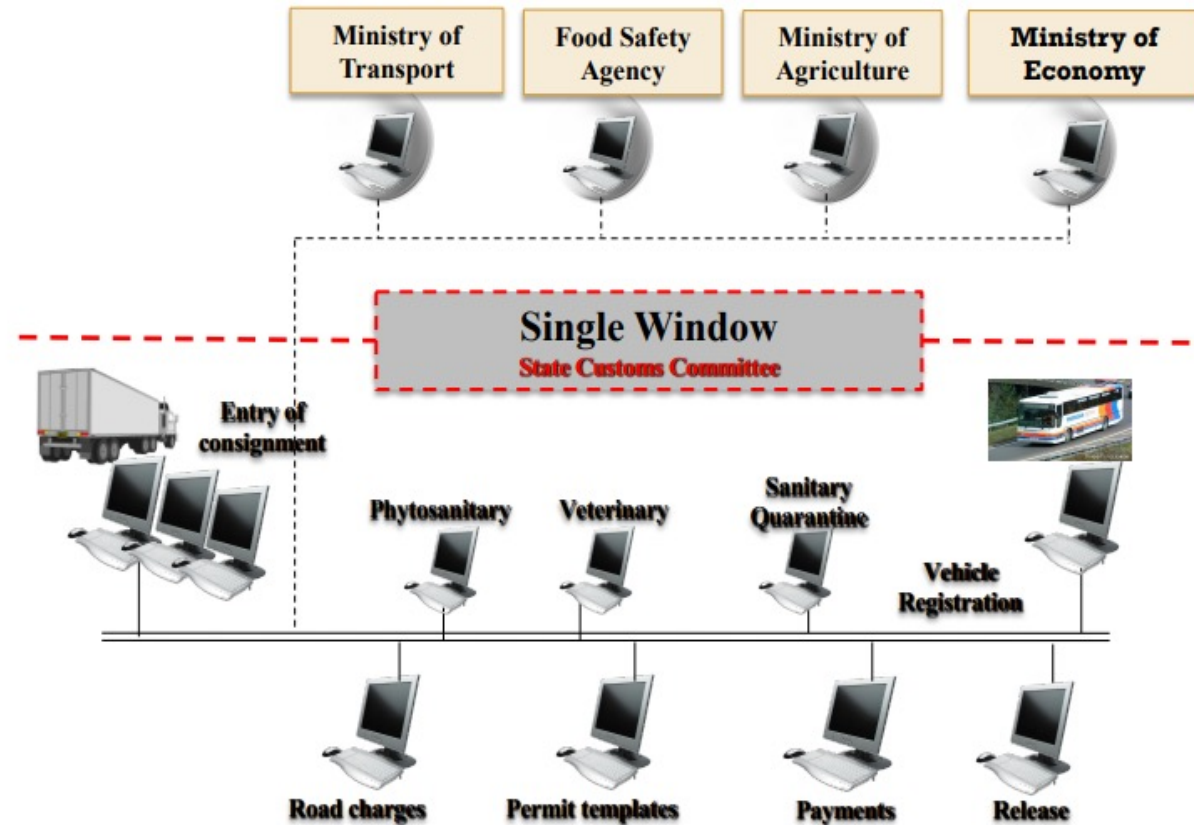 Ministry of
Transport
Food Safety
Agency
Ministry of
Agriculture
Ministry of
Economy
Single Window
State Customs Committee
Entry of
consignment
Phytosanitary
Veterinary
Sanitary
Quarantine
Vehicle
Registration
Road charges
Permit templates
Payments
Release